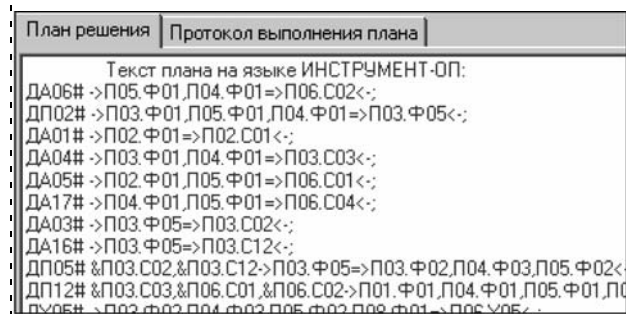 План решения Протокол выполнения плана
Текст плана на языке ИНСТРУМЕНТ-ОП:
ДА06# ->П05.Ф01,П04.Ф01=>П06.С02<-;
ДП02# ->П03.Ф01,П05.Ф01,П04.Ф01=>П03.Ф05<-;
ДА01# ->П02.Ф01=>П02.С01<-;
ДА04# ->П03.Ф01,П04.Ф01=>П03.С03<-;
ДА05# ->П02.Ф01,П05.Ф01=>П06.С01<-;
ДА17# ->П04.Ф01,П05.Ф01=>П06.С04<-;
ДА03# ->П03.Ф05=>П03.С02<-;
ДА16# ->П03.Ф05=>П03.С12<-;
ДП05# &П03.С02,&П03.С12->П03.Ф05=>П03.Ф02,П04.Ф03,П05.Ф02<-
ДП12# &П03.С03,&П06.С01,&П06.С02->П01.Ф01,П04.Ф01,П05.Ф01,П0